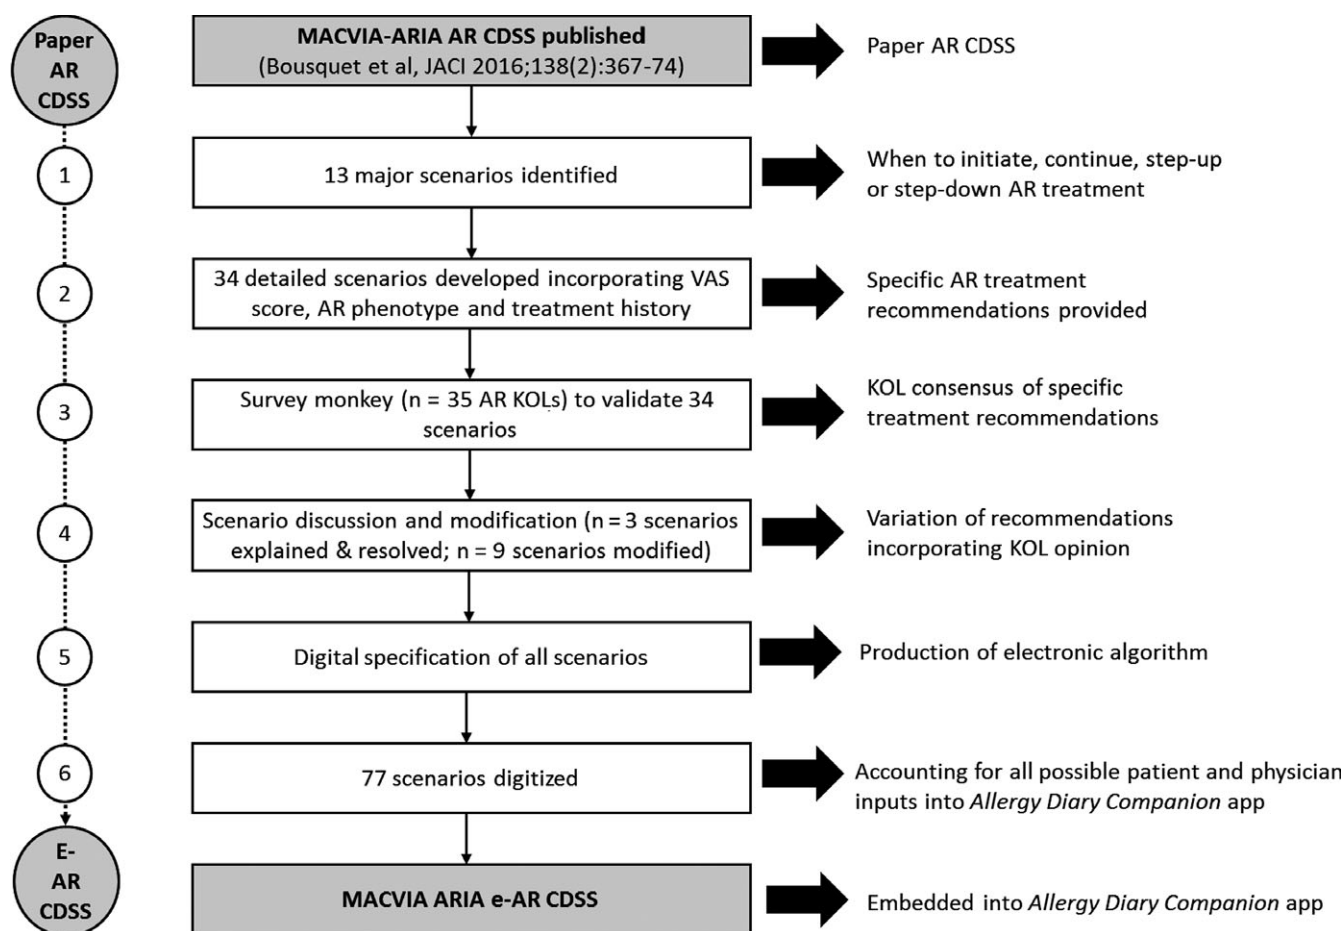 Paper
AR
CDSS
MACVIA-ARIA AR CDSS published
(Bousquet et al, JACI 2016;138(2):367-74)
Paper AR CDSS
1
13 major scenarios identified
When to initiate, continue, step-up
or step-down AR treatment
2
34 detailed scenarios developed incorporating VAS
score, AR phenotype and treatment history
Specific AR treatment
recommendations provided
3
Survey monkey (n = 35 AR KOLs) to validate 34
scenarios
KOL consensus of specific
treatment recommendations
4
Scenario discussion and modification (n = 3 scenarios
explained & resolved; n = 9 scenarios modified)
Variation of recommendations
incorporating KOL opinion
5
Digital specification of all scenarios
Production of electronic algorithm
6
77 scenarios digitized
Accounting for all possible patient and physician
inputs into Allergy Diary Companion app
E-
AR
CDSS
MACVIA ARIA e-AR CDSS
Embedded into Allergy Diary Companion app